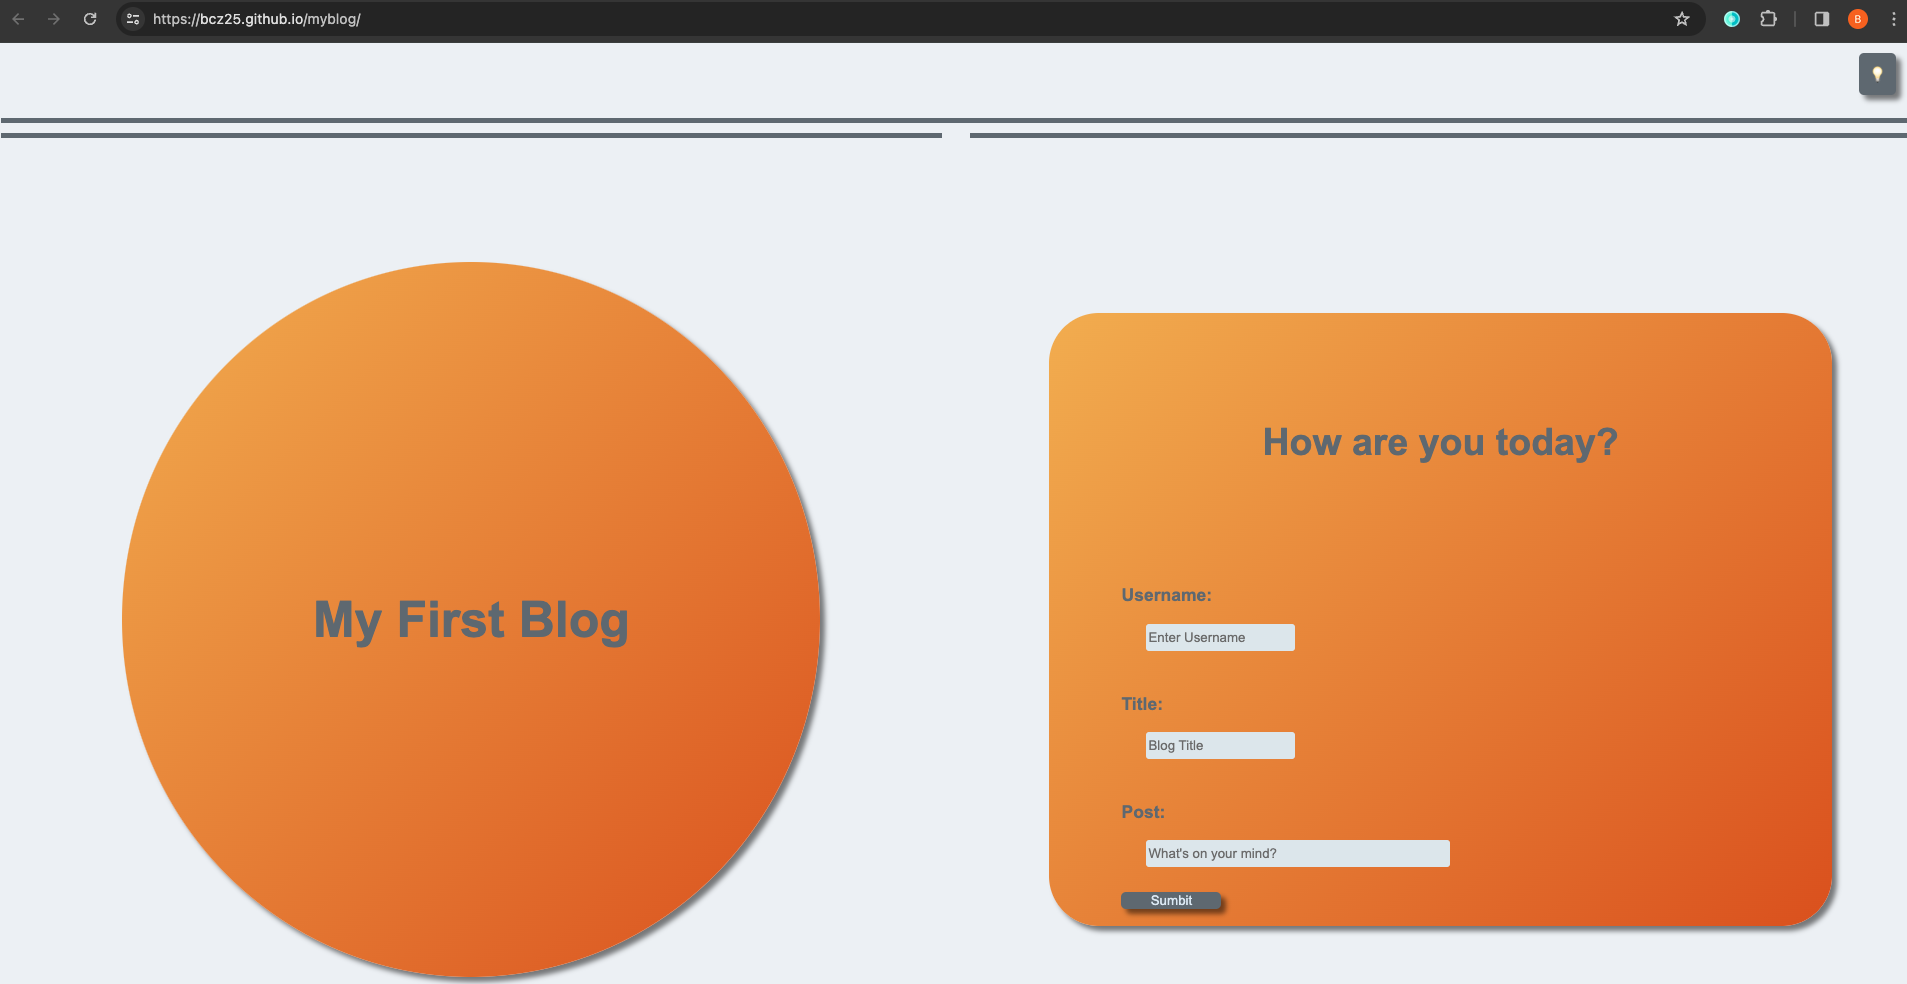 https://bcz25.github.io/myblog/
B
My First Blog
How are you today?
Username:
Enter Username
Title:
Blog Title
Post:
What's on your mind?
Sumbit